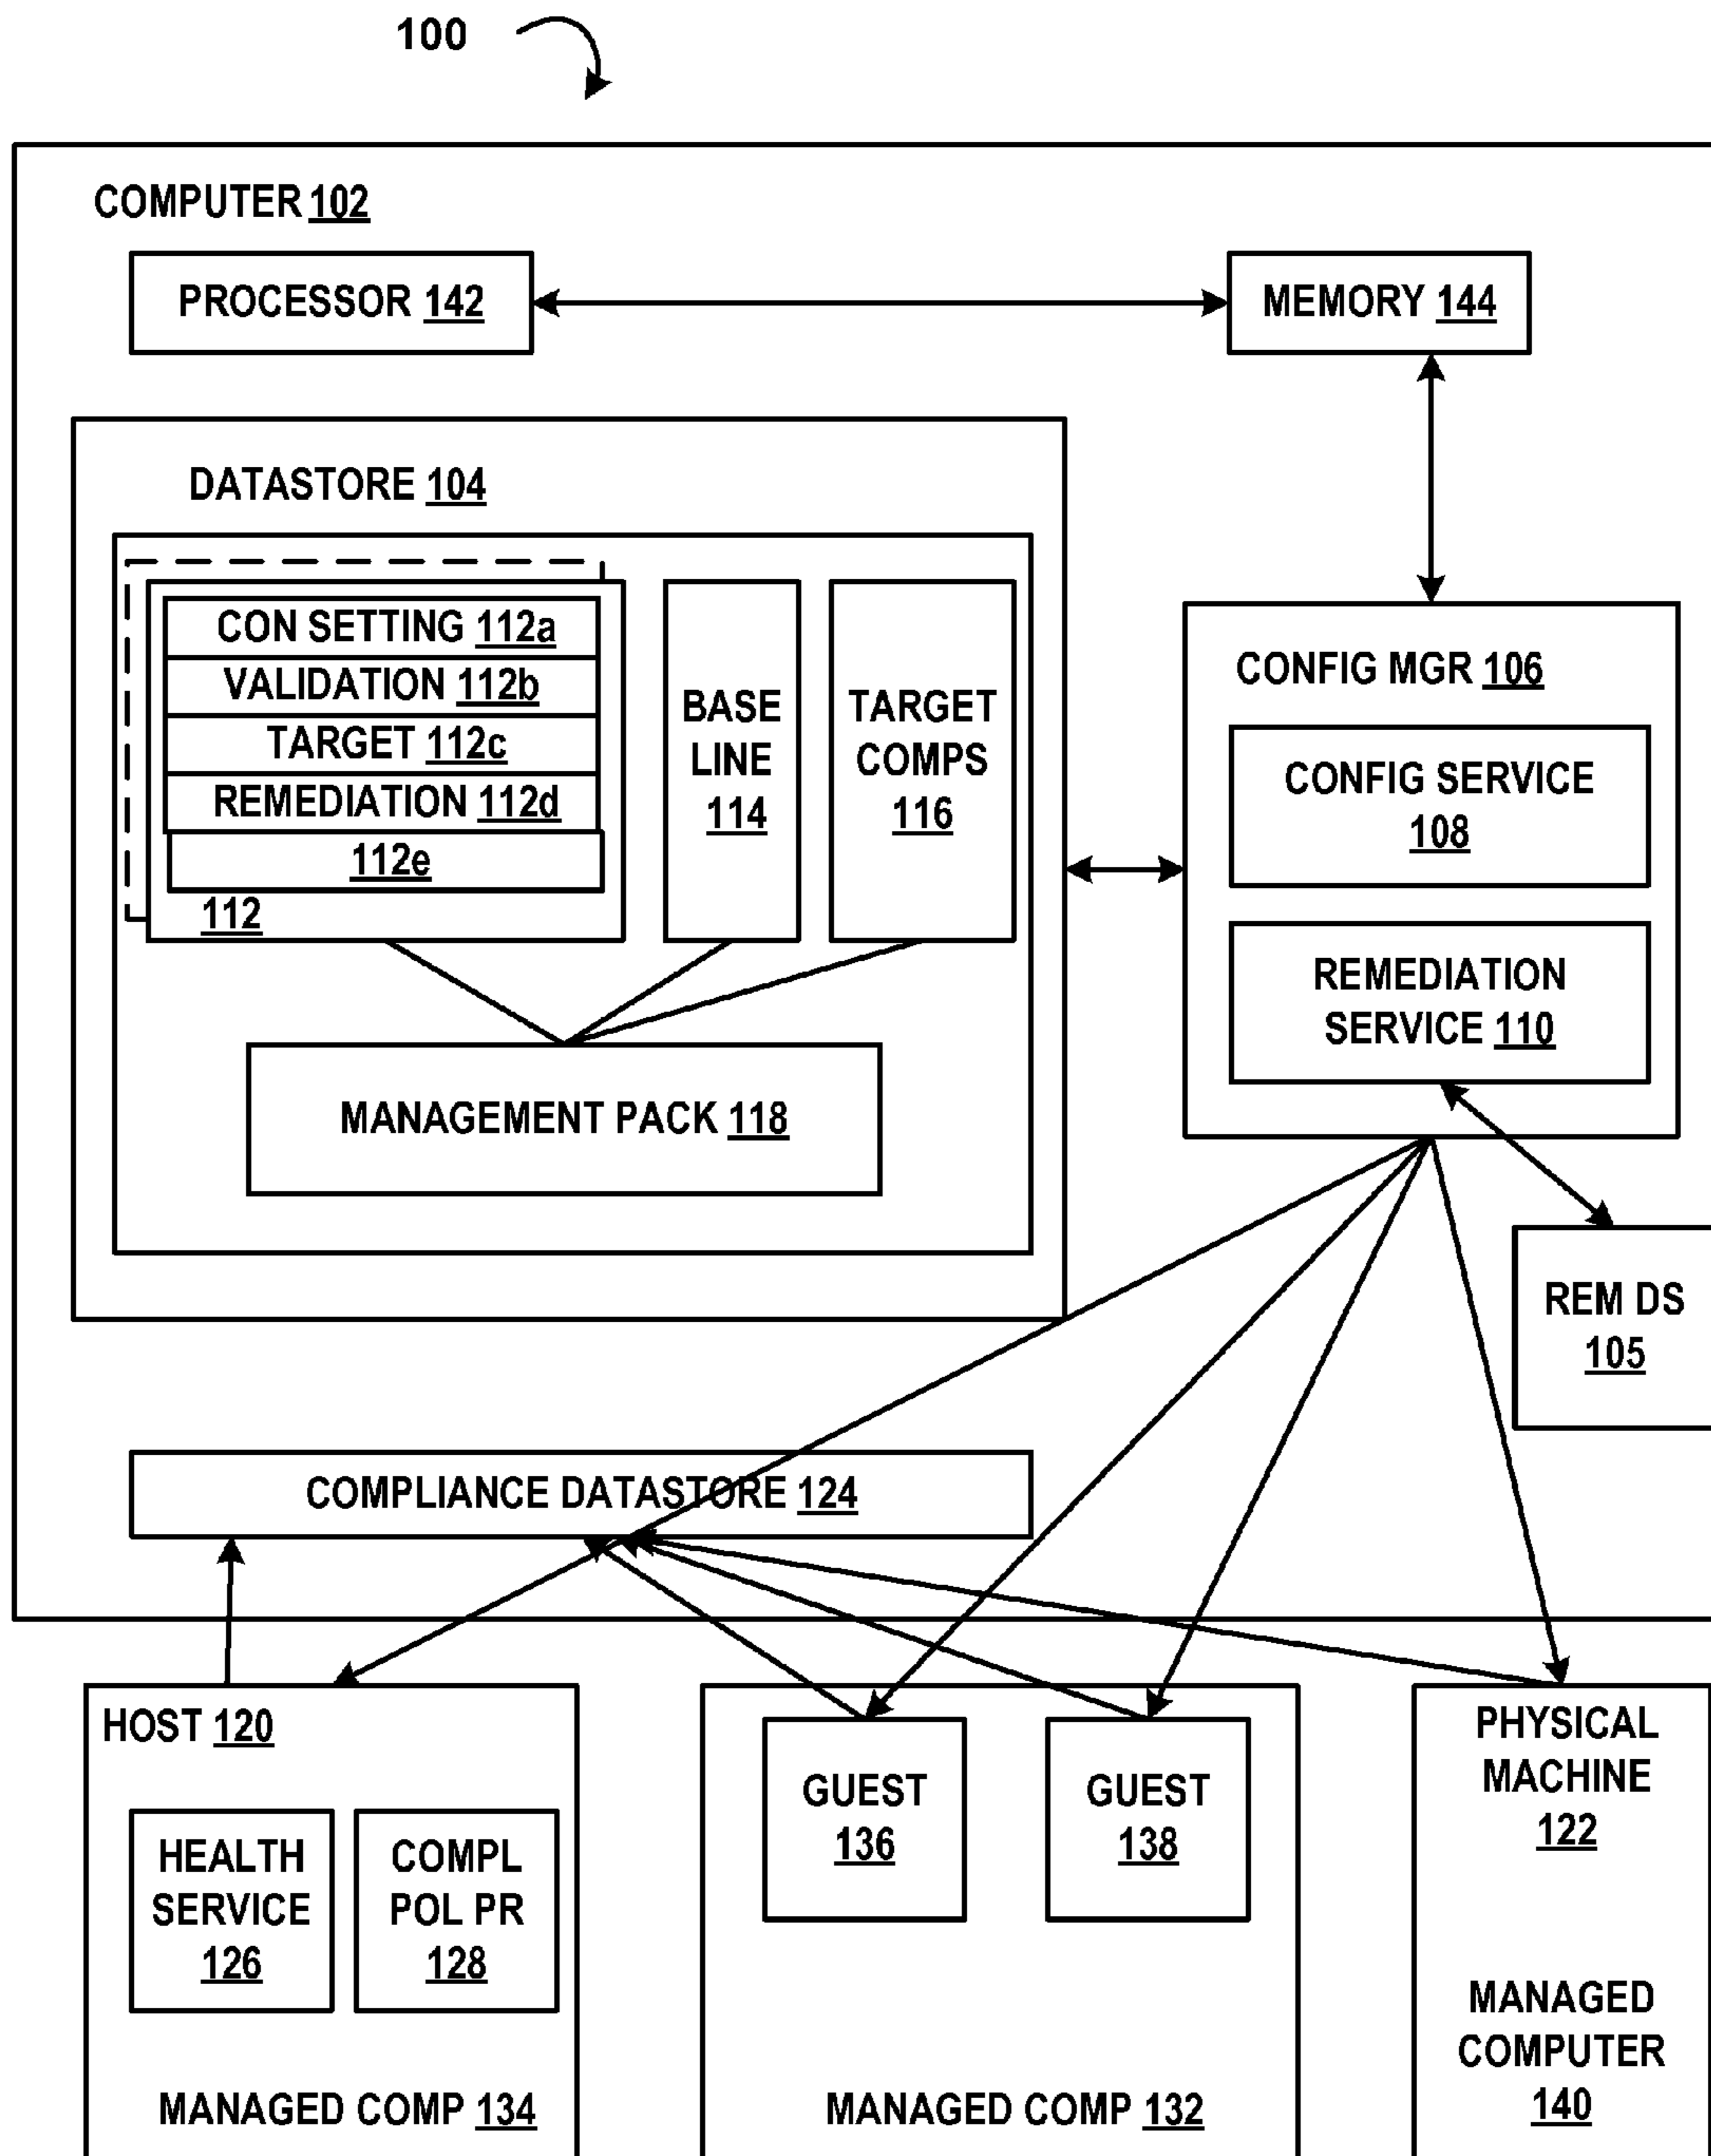 100
COMPUTER 102
PROCESSOR 142
MEMORY 144
DATASTORE 104
CON SETTING 112a
VALIDATION 112b
TARGET 112c
REMEDIATION 112d
112e
112
BASE
LINE
114
TARGET
COMPS
116
MANAGEMENT PACK 118
CONFIG MGR 106
CONFIG SERVICE
108
REMEDIATION
SERVICE 110
REM DS
105
COMPLIANCE DATASTORE 124
HOST 120
HEALTH
SERVICE
126
COMPL
POL PR
128
MANAGED COMP 134
GUEST
136
GUEST
138
MANAGED COMP 132
PHYSICAL
MACHINE
122
MANAGED
COMPUTER
140